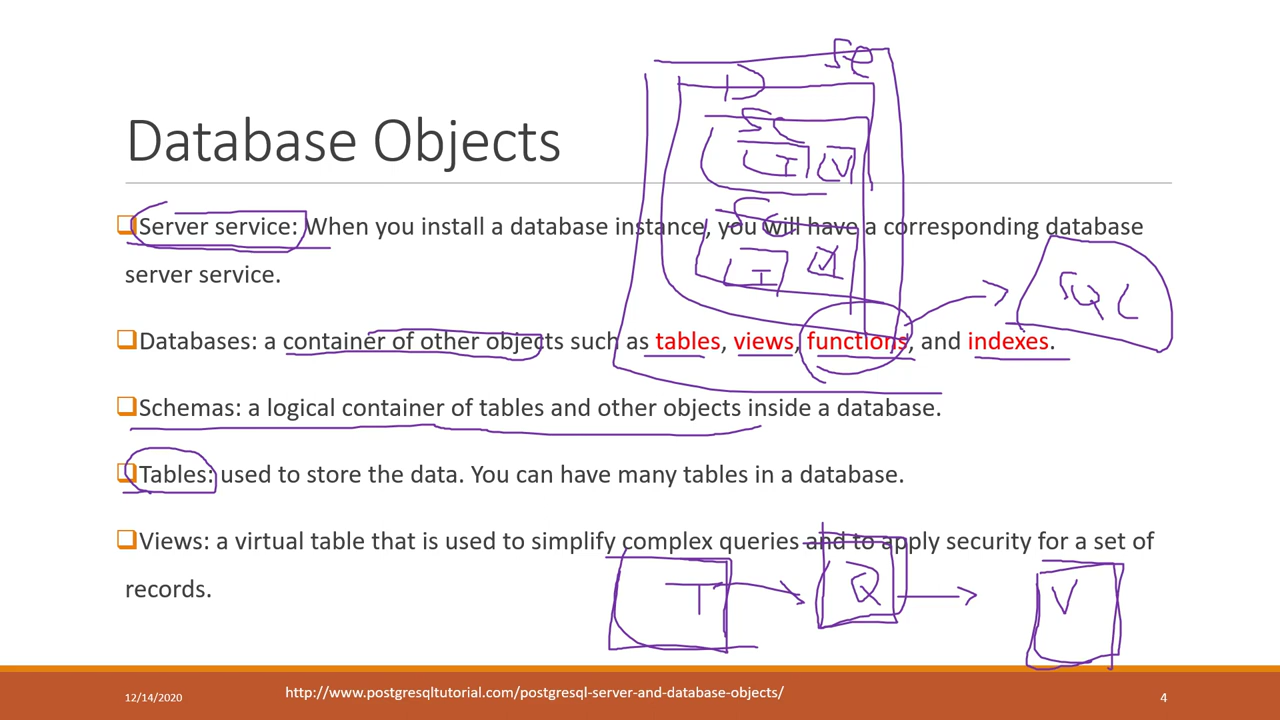 Se
D
Database Objects
SC
T V
Server service: When you install a database instance, you will have a corresponding database
server service.
SC
T V
SQL
Databases: a container of other objects such as tables, views, functions, and indexes.
Schemas: a logical container of tables and other objects inside a database.
Tables: used to store the data. You can have many tables in a database.
Views: a virtual table that is used to simplify complex queries and to apply security for a set of
records.
T Q V
12/14/2020 http://www.postgresqltutorial.com/postgresql-server-and-database-objects/ 4